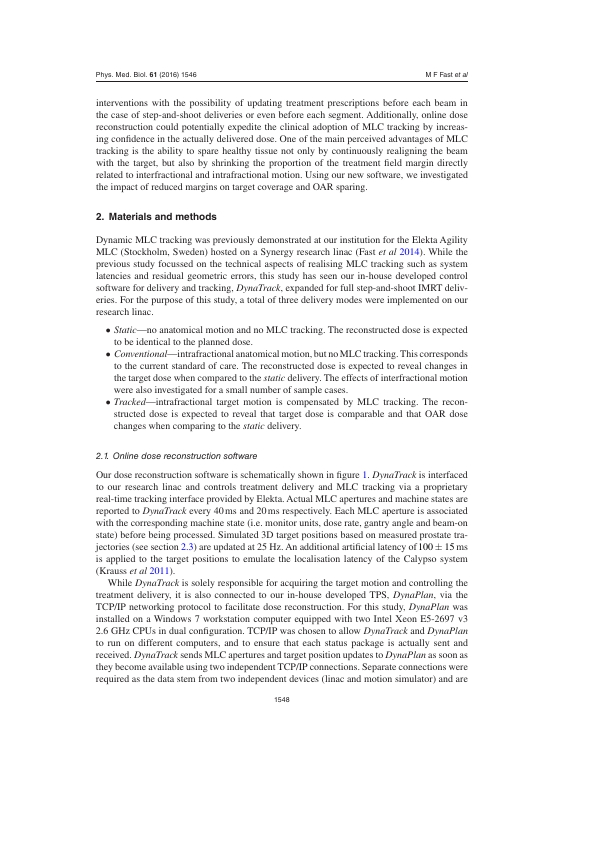 Phys. Med. Biol. 61 (2016) 1546
M F Fast et al
interventions with the possibility of updating treatment prescriptions before each beam in
the case of step-and-shoot deliveries or even before each segment. Additionally, online dose
reconstruction could potentially expedite the clinical adoption of MLC tracking by increas-
ing confidence in the actually delivered dose. One of the main perceived advantages of MLC
tracking is the ability to spare healthy tissue not only by continuously realigning the beam
with the target, but also by shrinking the proportion of the treatment field margin directly
related to interfractional and intrafractional motion. Using our new software, we investigated
the impact of reduced margins on target coverage and OAR sparing.
2. Materials and methods
Dynamic MLC tracking was previously demonstrated at our institution for the Elekta Agility
MLC (Stockholm, Sweden) hosted on a Synergy research linac (Fast et al 2014). While the
previous study focussed on the technical aspects of realising MLC tracking such as system
latencies and residual geometric errors, this study has seen our in-house developed control
software for delivery and tracking, DynaTrack, expanded for full step-and-shoot IMRT deliv-
eries. For the purpose of this study, a total of three delivery modes were implemented on our
research linac.
• Static—no anatomical motion and no MLC tracking. The reconstructed dose is expected
to be identical to the planned dose.
• Conventional—intrafractional anatomical motion, but no MLC tracking. This corresponds
to the current standard of care. The reconstructed dose is expected to reveal changes in
the target dose when compared to the static delivery. The effects of interfractional motion
were also investigated for a small number of sample cases.
• Tracked—intrafractional target motion is compensated by MLC tracking. The recon-
structed dose is expected to reveal that target dose is comparable and that OAR dose
changes when comparing to the static delivery.
2.1. Online dose reconstruction software
Our dose reconstruction software is schematically shown in figure 1. DynaTrack is interfaced
to our research linac and controls treatment delivery and MLC tracking via a proprietary
real-time tracking interface provided by Elekta. Actual MLC apertures and machine states are
reported to DynaTrack every 40 ms and 20 ms respectively. Each MLC aperture is associated
with the corresponding machine state (i.e. monitor units, dose rate, gantry angle and beam-on
state) before being processed. Simulated 3D target positions based on measured prostate tra-
jectories (see section 2.3) are updated at 25 Hz. An additional artificial latency of 100 ± 15 ms
is applied to the target positions to emulate the localisation latency of the Calypso system
(Krauss et al 2011).
While DynaTrack is solely responsible for acquiring the target motion and controlling the
treatment delivery, it is also connected to our in-house developed TPS, DynaPlan, via the
TCP/IP networking protocol to facilitate dose reconstruction. For this study, DynaPlan was
installed on a Windows 7 workstation computer equipped with two Intel Xeon E5-2697 v3
2.6 GHz CPUs in dual configuration. TCP/IP was chosen to allow DynaTrack and DynaPlan
to run on different computers, and to ensure that each status package is actually sent and
received. DynaTrack sends MLC apertures and target position updates to DynaPlan as soon as
they become available using two independent TCP/IP connections. Separate connections were
required as the data stem from two independent devices (linac and motion simulator) and are
1548